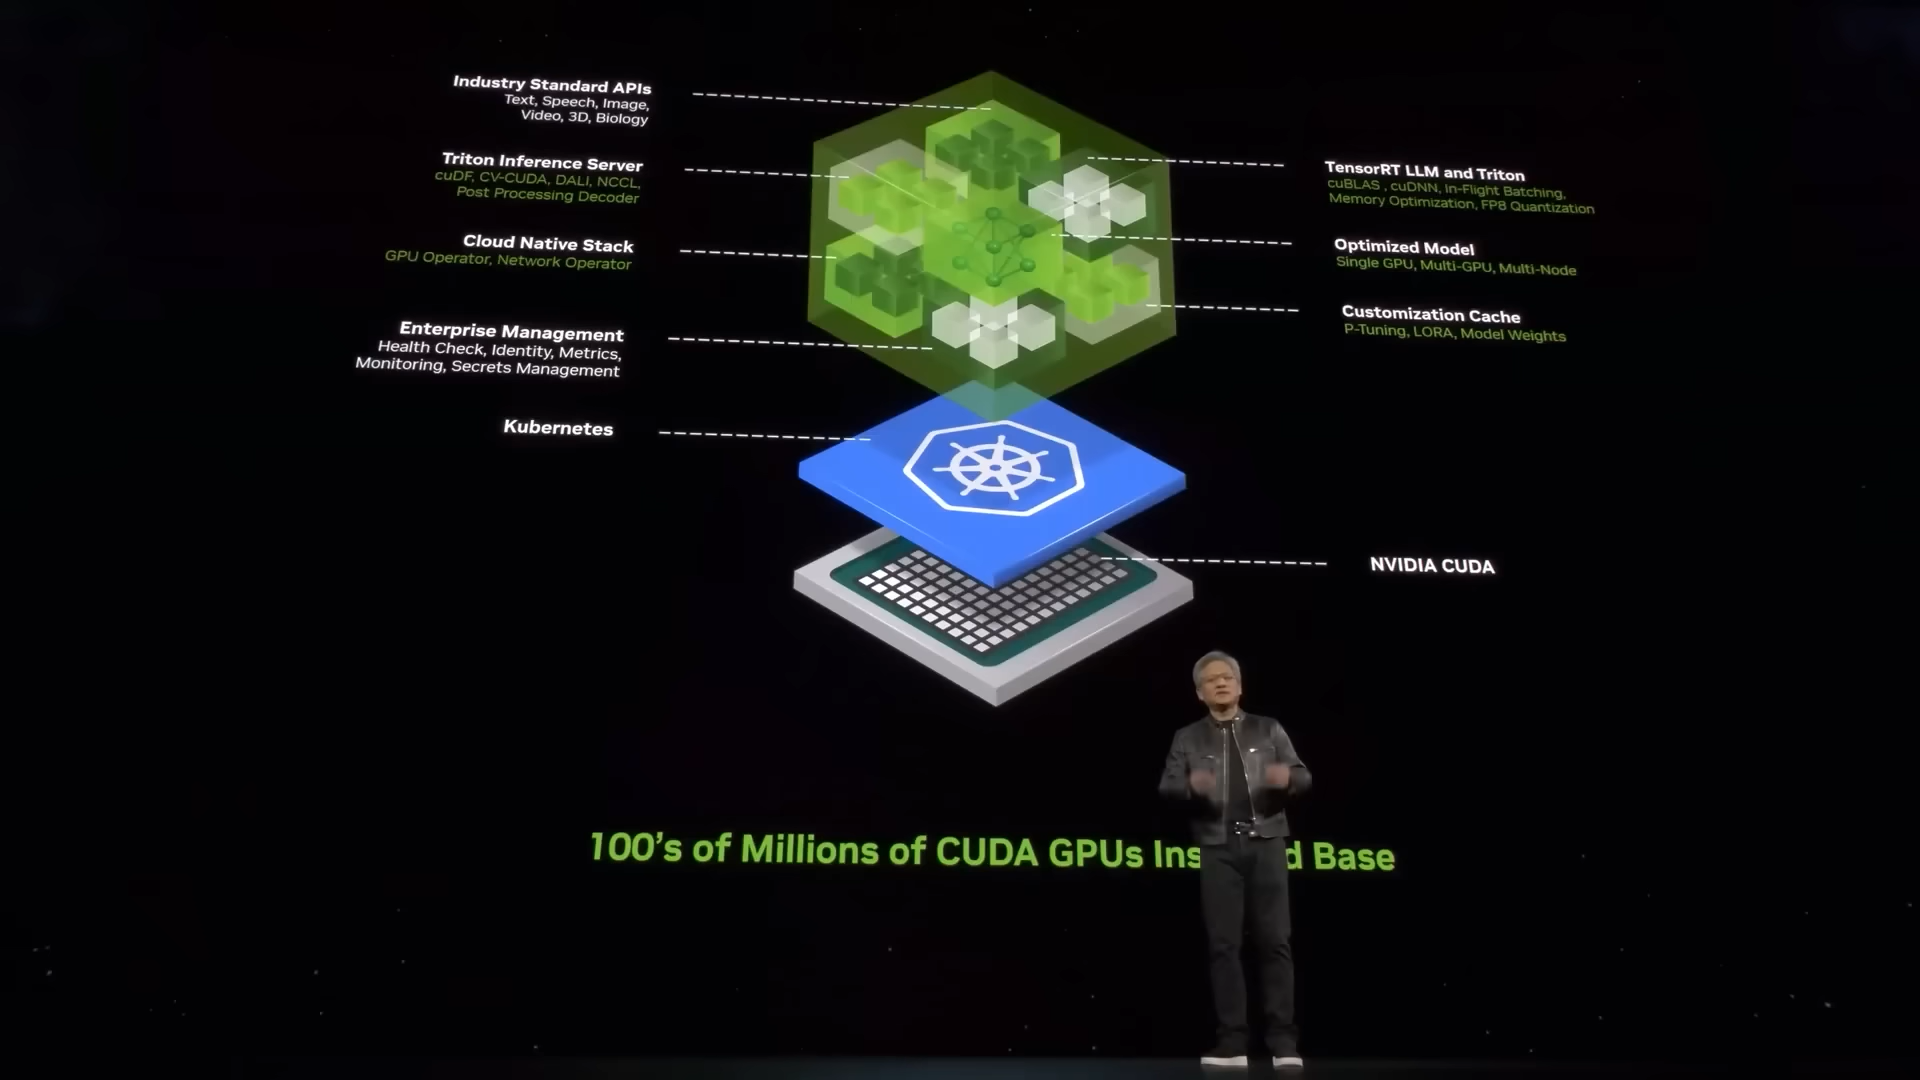 Industry Standard APIs
Text, Speech, Image,
Video, 3D, Biology
Triton Inference Server
cuDF, CV-CUDA, DALI, NCCL,
Post Processing Decoder
Cloud Native Stack
GPU Operator, Network Operator
Enterprise Management
Health Check, Identity, Metrics,
Monitoring, Secrets Management
Kubernetes
TensorRT LLM and Triton
cuBLAS , cuDNN, In-Flight Batching,
Memory Optimization, FP8 Quantization
Optimized Model
Single GPU, Multi-GPU, Multi-Node
Customization Cache
P-Tuning, LORA, Model Weights
NVIDIA CUDA
100's of Millions of CUDA GPUs Base